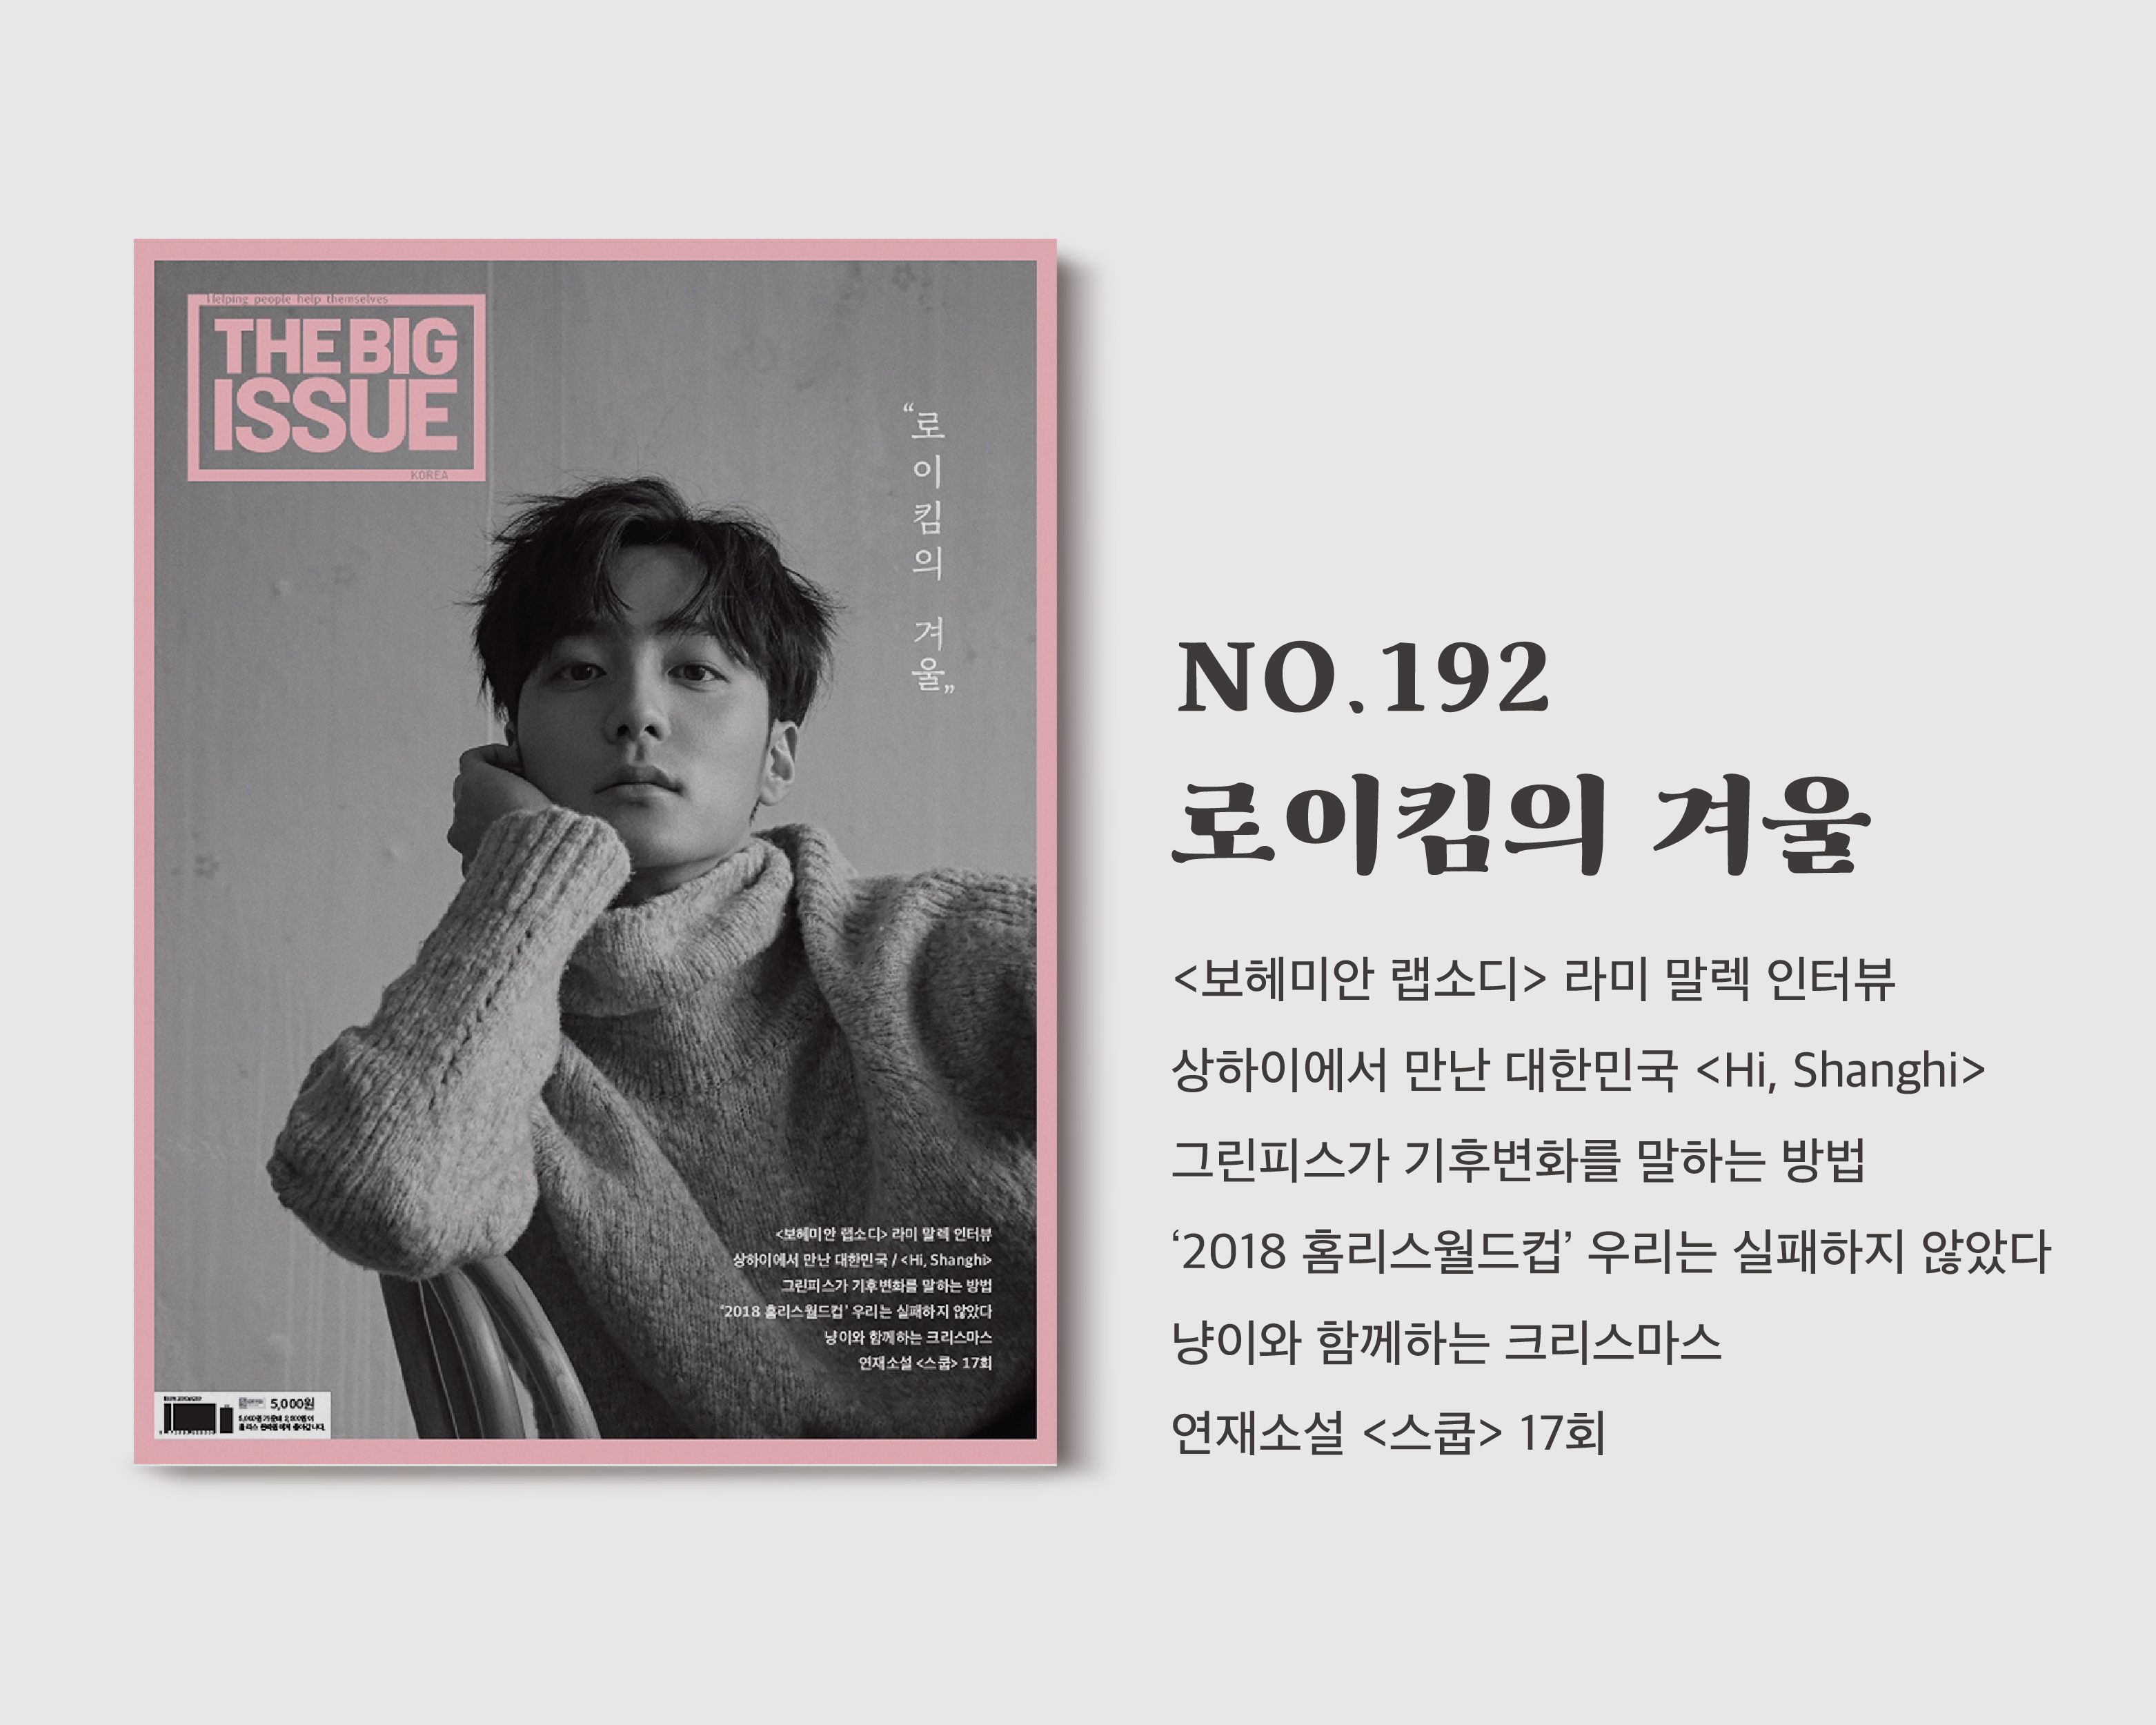 Helping people help themselves
THE BIG
ISSUE
KOREA
“로이킴의 겨울”
<보헤미안 랩소디> 라미 말렉 인터뷰
상하이에서 만난 대한민국 / <Hi, Shanghi>
그린피스가 기후변화를 말하는 방법
‘2018 홈리스월드컵’ 우리는 실패하지 않았다
냥이와 함께하는 크리스마스
연재소설 <스쿱> 17회
5,000원
NO.192
로이킴의 겨울
<보헤미안 랩소디> 라미 말렉 인터뷰
상하이에서 만난 대한민국 <Hi, Shanghi>
그린피스가 기후변화를 말하는 방법
‘2018 홈리스월드컵’ 우리는 실패하지 않았다
냥이와 함께하는 크리스마스
연재소설 <스쿱> 17회